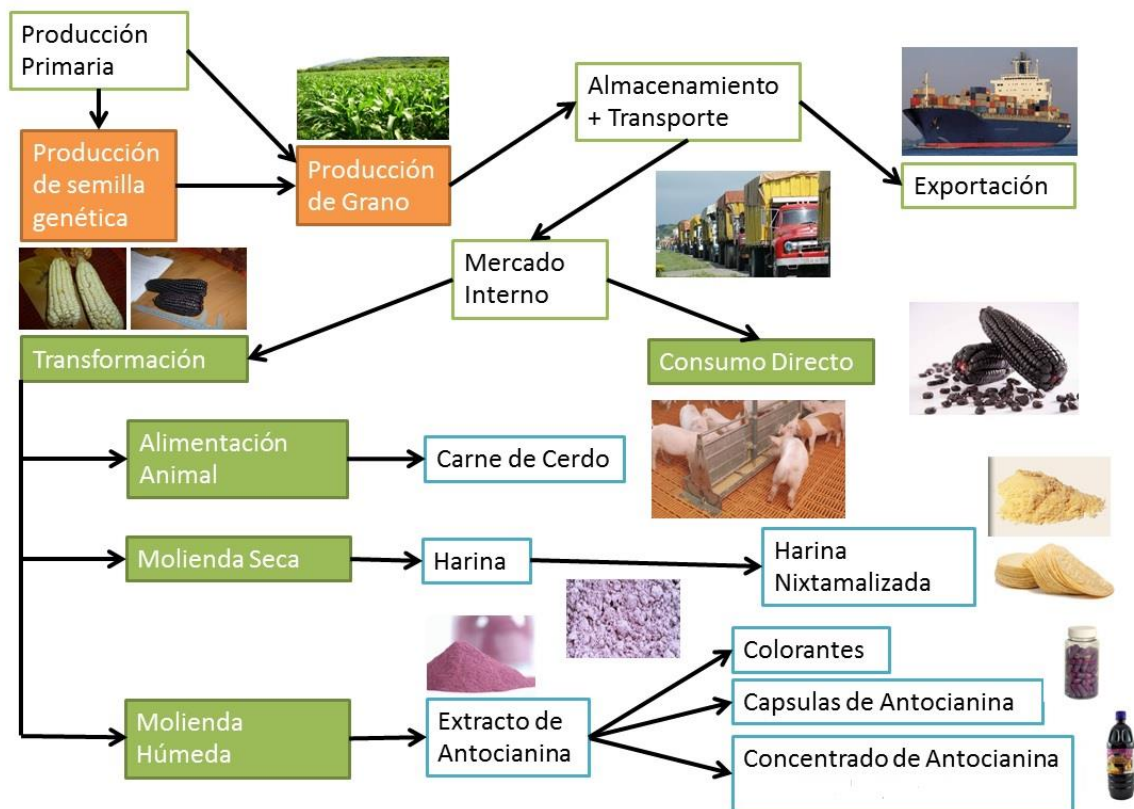 Producción
Primaria
Almacenamiento
+ Transporte
Producción
de semilla
genética
Producción
de Grano
Exportación
Mercado
Interno
Transformación
Consumo Directo
Alimentación
Animal
Carne de Cerdo
Molienda Seca
Harina
Harina
Nixtamalizada
Colorantes
Molienda
Húmeda
Extracto de
Antocianina
Capsulas de Antocianina
Concentrado de Antocianina